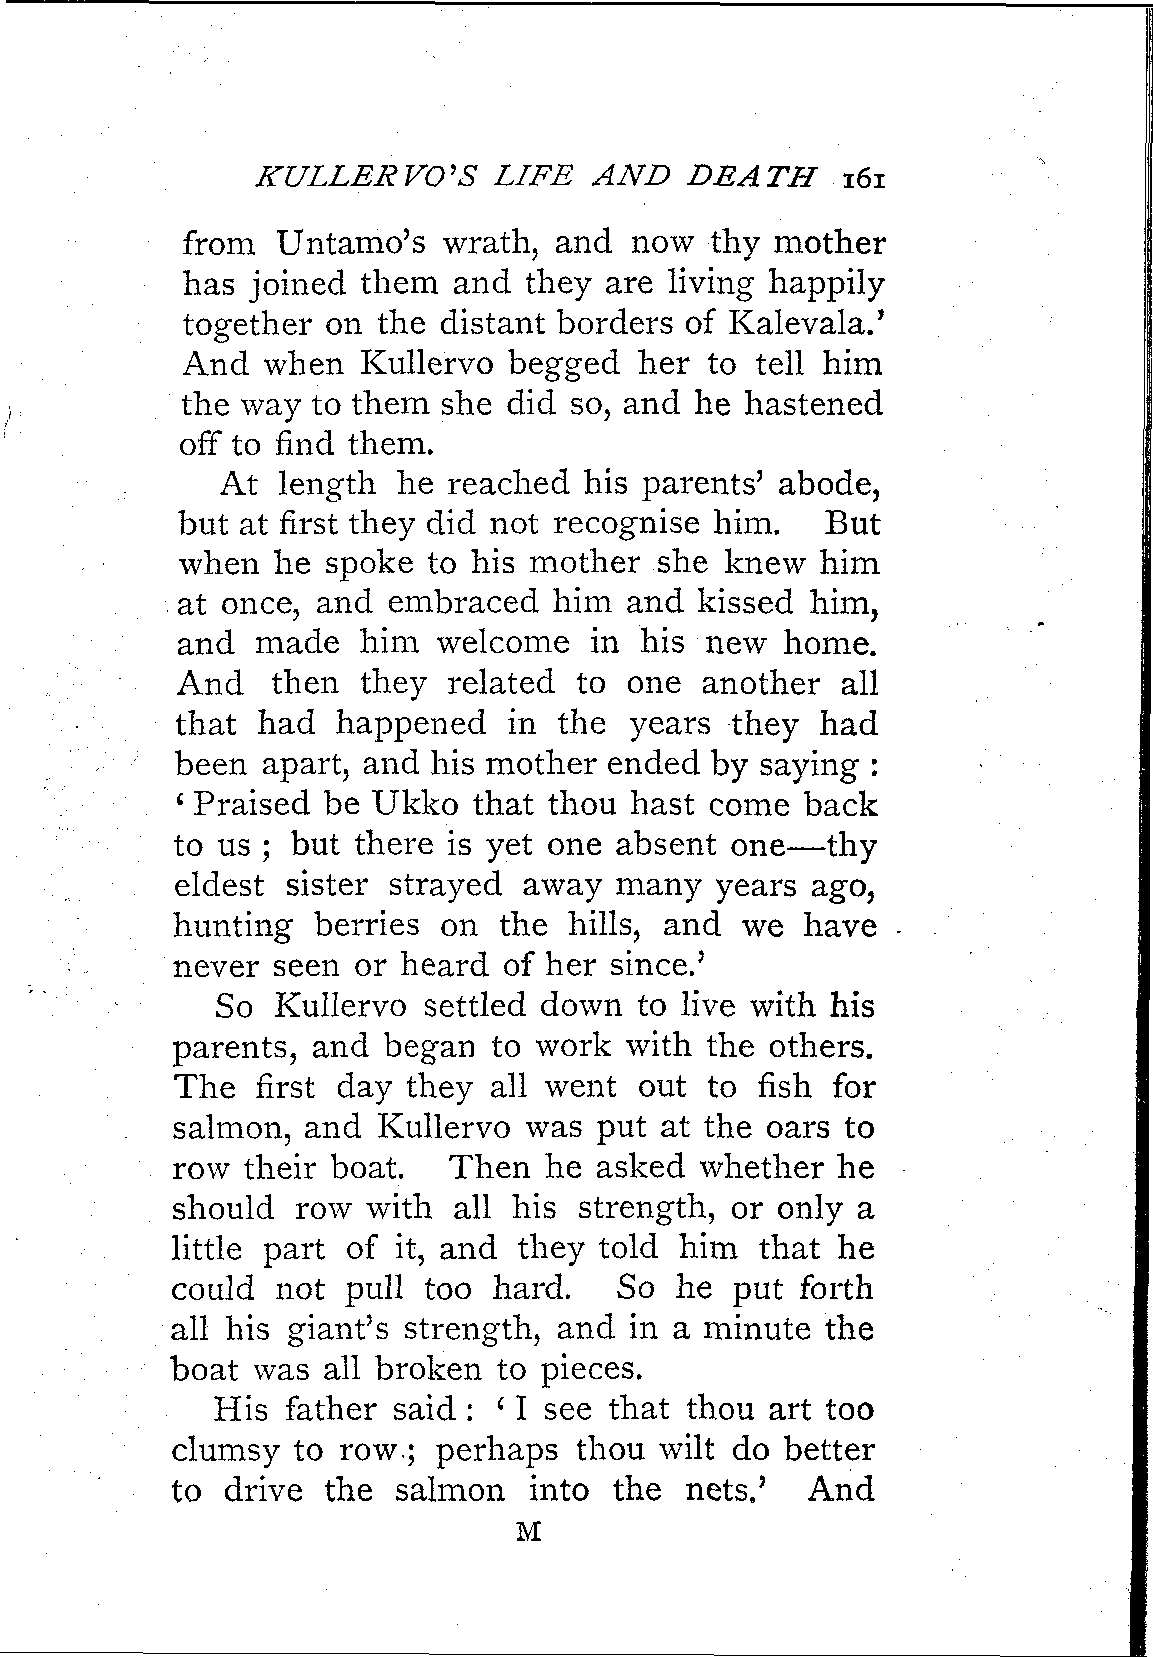 KULLERVO'S LIFE AND DEATH 161
from Untamo's wrath, and now thy mother
has joined them and they are living happily
together on the distant borders of Kalevala.'
And when Kullervo begged her to tell him
the way to them she did so, and he hastened
off to find them.
At length he reached his parents' abode,
but at first they did not recognise him. But
when he spoke to his mother she knew him
at once, and embraced him and kissed him,
and made him welcome in his new home.
And then they related to one another all
that had happened in the years they had
been apart, and his mother ended by saying :
‘ Praised be Ukko that thou hast come back
to us ; but there is yet one absent one—thy
eldest sister strayed away many years ago,
hunting berries on the hills, and we have
never seen or heard of her since.'
So Kullervo settled down to live with his
parents, and began to work with the others.
The first day they all went out to fish for
salmon, and Kullervo was put at the oars to
row their boat. Then he asked whether he
should row with all his strength, or only a
little part of it, and they told him that he
could not pull too hard. So he put forth
all his giant's strength, and in a minute the
boat was all broken to pieces.
His father said : ‘ I see that thou art too
clumsy to row ; perhaps thou wilt do better
to drive the salmon into the nets.' And
M